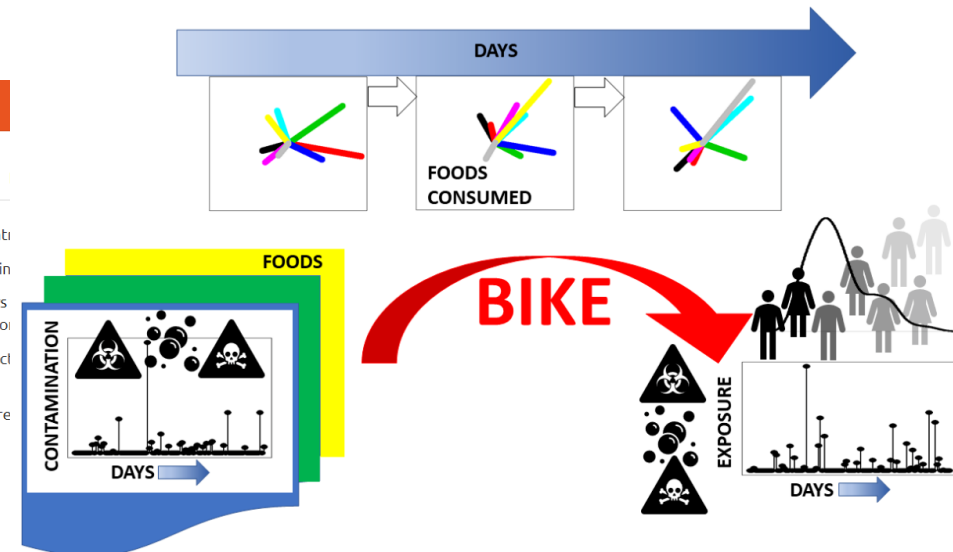 DAYS
FOODS
CONSUMED
FOODS
BIKE
CONTAMINATION
DAYS
EXPOSURE
DAYS